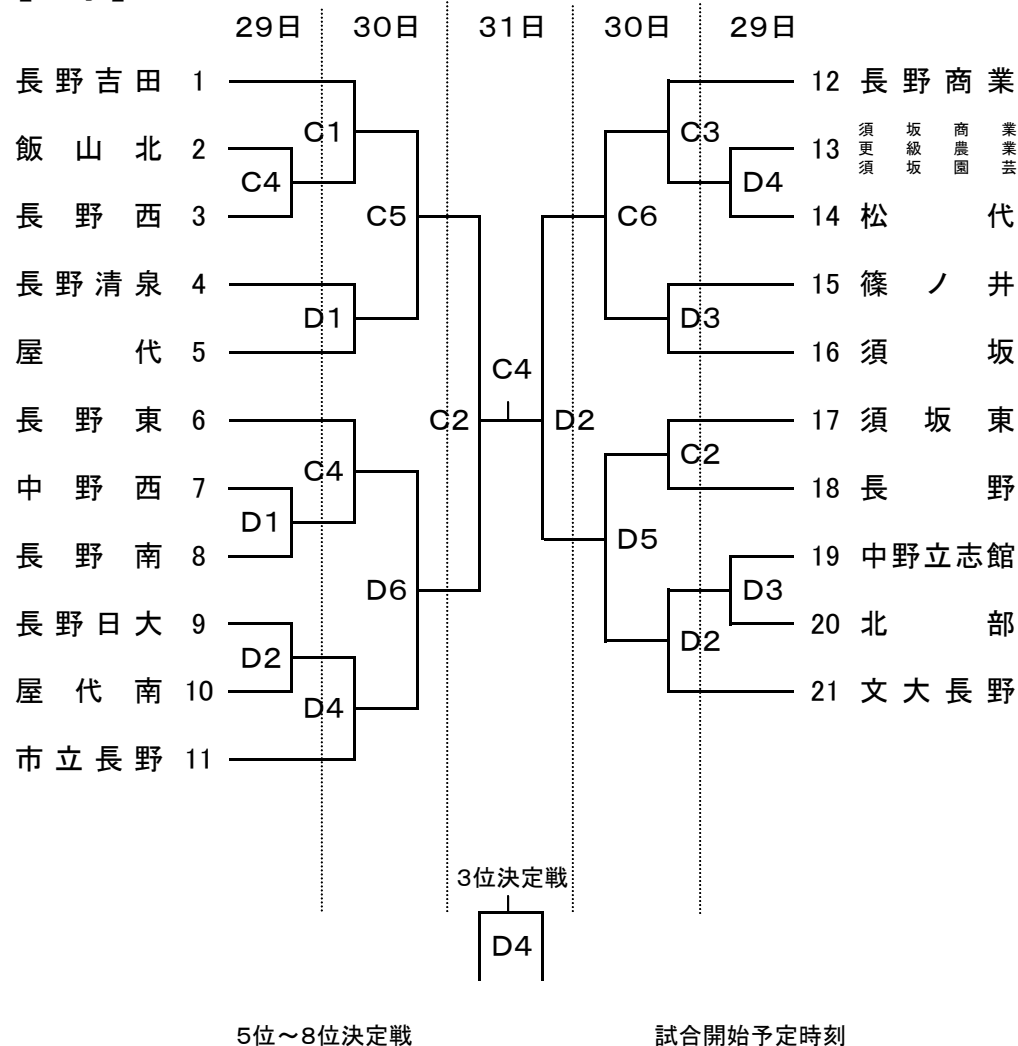 29日 30日 31日 30日 29日
長野吉田 1
飯山北 2
長野西 3
長野清泉 4
屋代 5
長野東 6
中野西 7
長野南 8
長野日大 9
屋代南 10
市立長野 11
C1
C4
C5
D1
C2
C4
D1
D6
D2
D4
C4
12 長野商業
13 須坂商業
更級農業
須坂園芸
14 松代
15 篠ノ井
16 須坂
17 須坂東
18 長野
19 中野立志館
20 北部
21 文大長野
C3
D4
C6
D3
D2
C2
D5
D3
D2
3位決定戦
D4
5位～8位決定戦 試合開始予定時刻